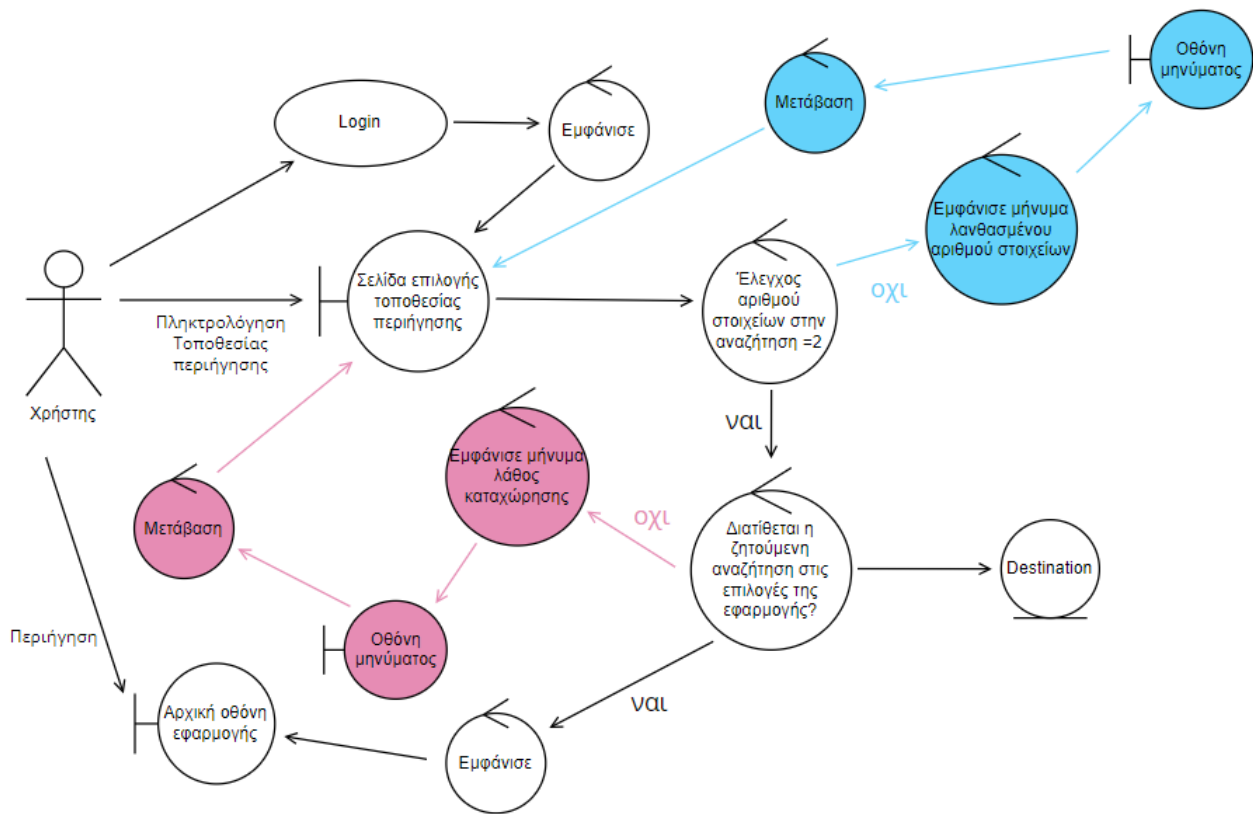 Οθόνη
μηνύματος
Μετάβαση
Login
Εμφάνισε
Εμφάνισε μήνυμα
λανθασμένου
αριθμού στοιχείων
οχι
Σελίδα επιλογής
τοποθεσίας
περιήγησης
Έλεγχος
αριθμού
στοιχείων στην
αναζήτηση =2
Πληκτρολόγηση
Τοποθεσίας
περιήγησης
Χρήστης
ναι
Εμφάνισε μήνυμα
λάθος
καταχώρησης
οχι
Μετάβαση
Διατίθεται η
ζητούμενη
αναζήτηση στις
επιλογές της
εφαρμογής?
Destination
Περιήγηση
Οθόνη
μηνύματος
ναι
Αρχική οθόνη
εφαρμογής
Εμφάνισε